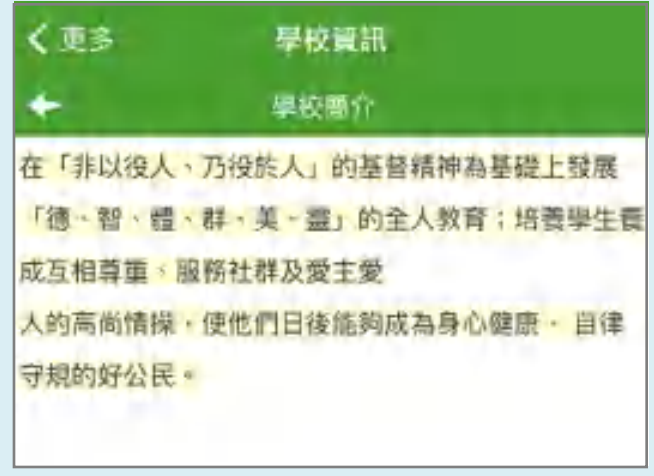 更多
學校資訊
學校簡介
在「非以役人、乃役於人」的基督精神為基礎上發展
「德、智、體、群、美、靈」的全人教育；培養學生養
成互相尊重、服務社群及愛主愛
人的高尚情操，使他們日後能夠成為身心健康、 自律
守規的好公民。